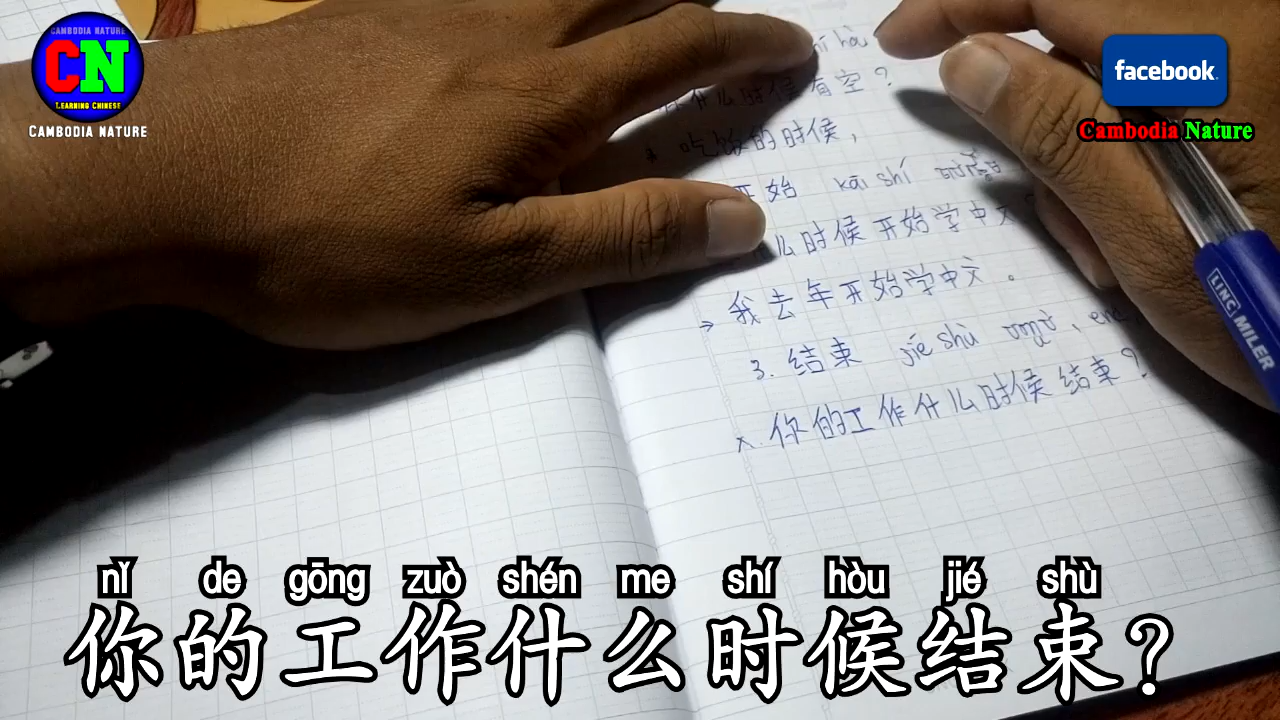 CAMBODIA NATURE
CN
LEARNING CHINESE
CAMBODIA NATURE
facebook
Cambodia Nature
什么时候有空？
吃饭的时候，
开始 kāi shǐ
么时候开始学中文？
→ 我去年开始学中文。
3. 结束 jié shù
x. 你的工作什么时候结束？
LINC MILER
nǐ de gōng zuò shén me shí hòu jié shù
你的工作什么时候结束?